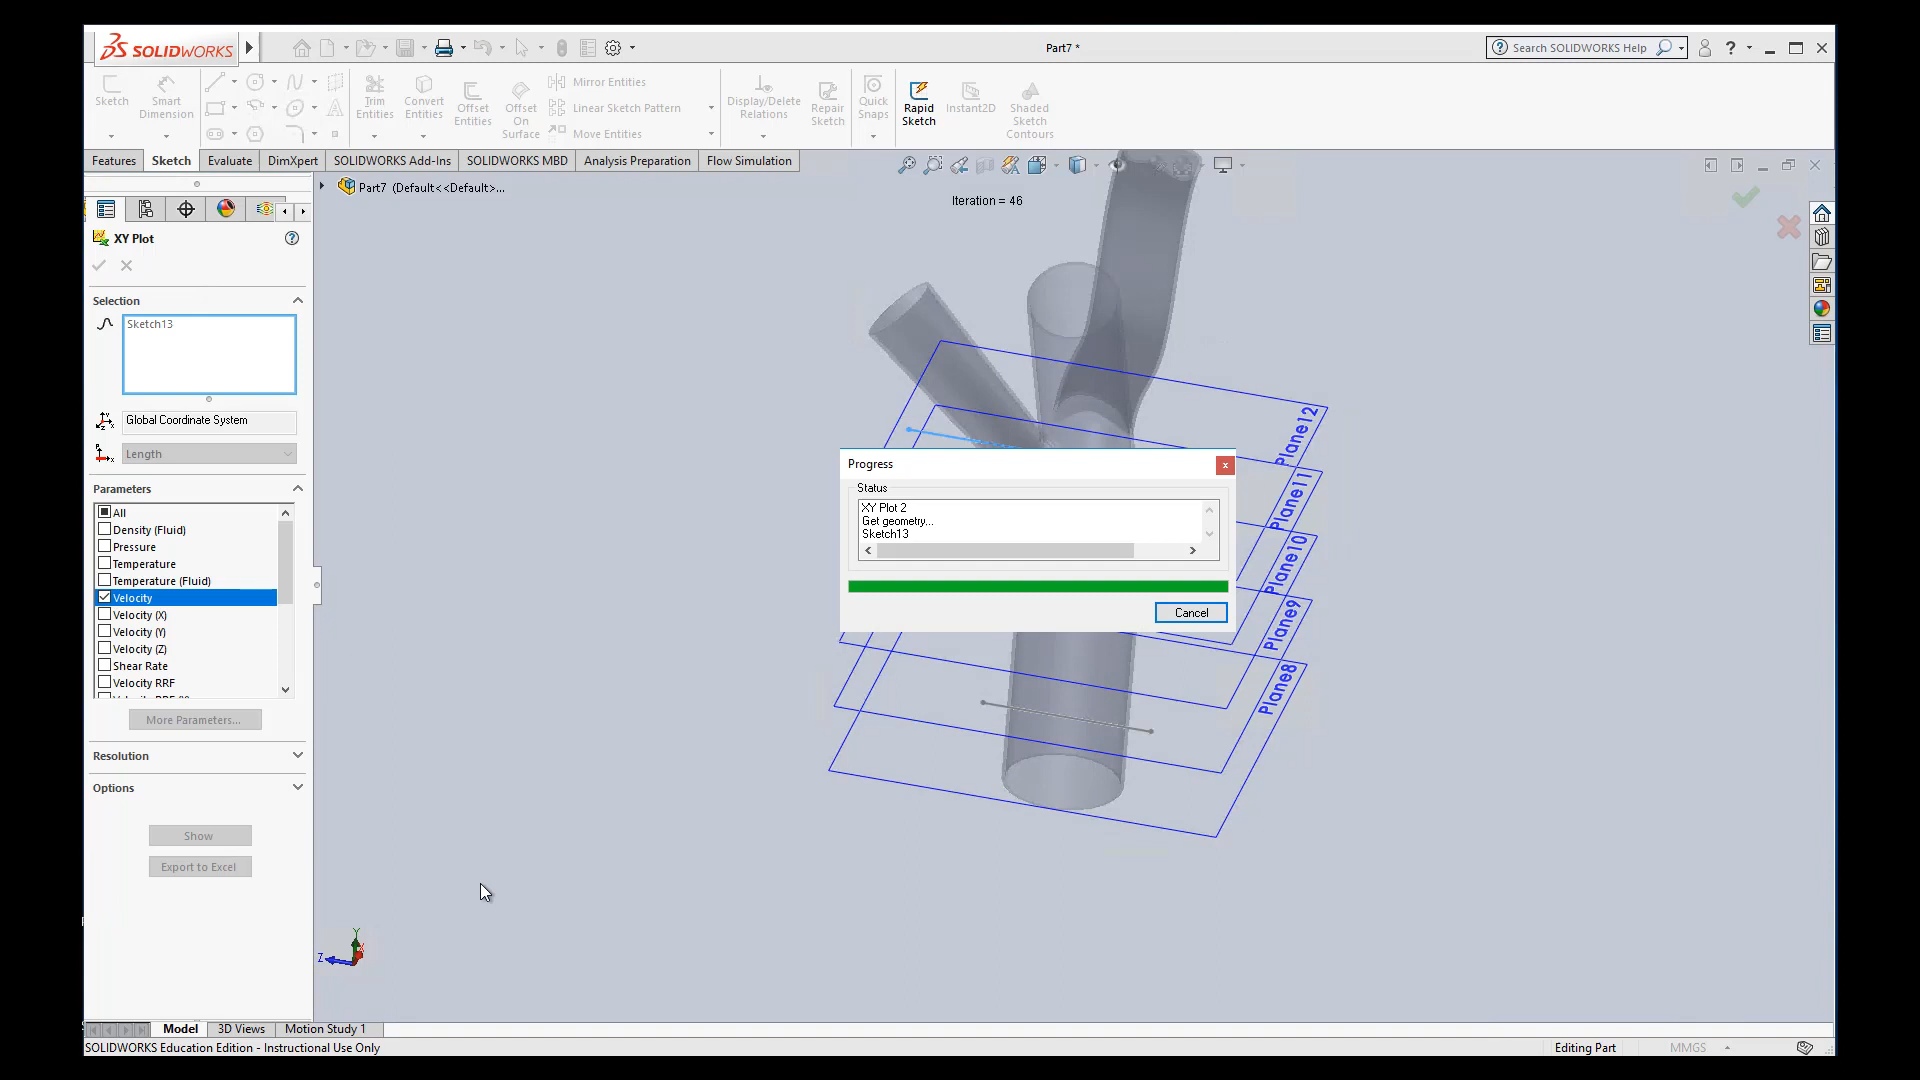 SOLIDWORKS
Part7 *
Search SOLIDWORKS Help
Sketch
Smart Dimension
Trim Entities
Convert Entities
Offset Entities
Offset On Surface
Mirror Entities
Linear Sketch Pattern
Move Entities
Display/Delete Relations
Repair Sketch
Quick Snaps
Rapid Sketch
Instant2D
Shaded Sketch Contours
Features
Sketch
Evaluate
DimXpert
SOLIDWORKS Add-Ins
SOLIDWORKS MBD
Analysis Preparation
Flow Simulation
Part7 (Default<<Default>...
Iteration = 46
XY Plot
Selection
Sketch13
Global Coordinate System
Length
Parameters
All
Density (Fluid)
Pressure
Temperature
Temperature (Fluid)
Velocity
Velocity (X)
Velocity (Y)
Velocity (Z)
Shear Rate
Velocity RRF
More Parameters...
Resolution
Options
Show
Export to Excel
Plane12
Plane11
Plane10
Plane9
Plane8
Progress
x
Status
XY Plot 2
Get geometry...
Sketch13
Cancel
Y
Z
Model
3D Views
Motion Study 1
SOLIDWORKS Education Edition - Instructional Use Only
Editing Part
MMGS